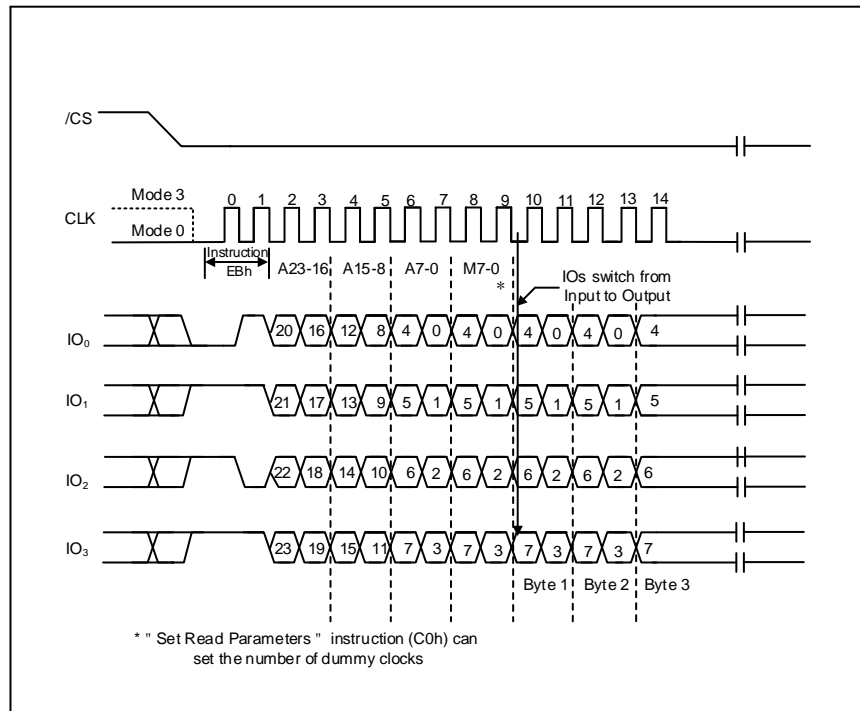 /CS
Mode 3
0 1 2 3 4 5 6 7 8 9 10 11 12 13 14
CLK
Mode 0
Instruction
EBh
A23-16 A15-8 A7-0 M7-0
*
IOs switch from
Input to Output
IO₀
20 16 12 8 4 0 4 0 4 0 4 0 4
IO₁
21 17 13 9 5 1 5 1 5 1 5 1 5
IO₂
22 18 14 10 6 2 6 2 6 2 6 2 6
IO₃
23 19 15 11 7 3 7 3 7 3 7 3 7
Byte 1 Byte 2 Byte 3
* " Set Read Parameters " instruction (C0h) can
set the number of dummy clocks